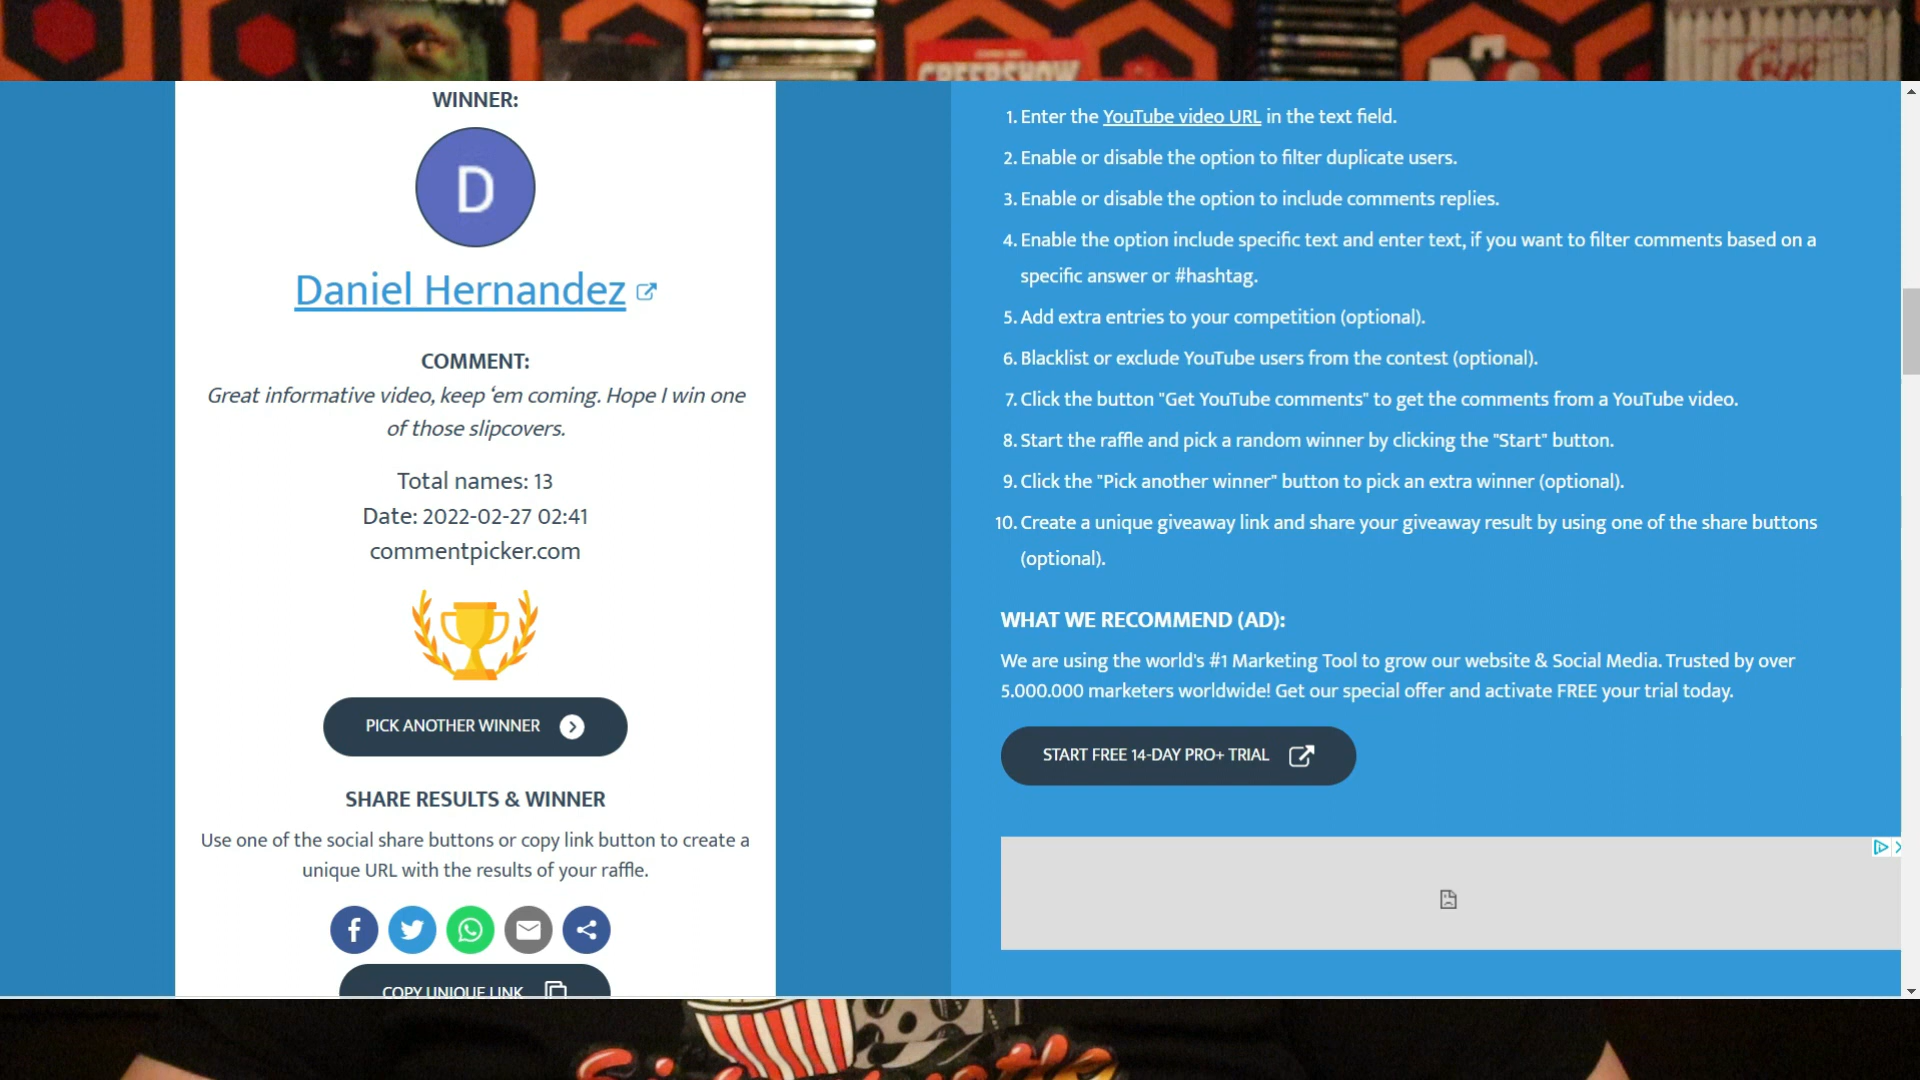 CREEPSHOW
WINNER:
D
Daniel Hernandez
COMMENT:
Great informative video, keep ‘em coming. Hope I win one
of those slipcovers.
Total names: 13
Date: 2022-02-27 02:41
commentpicker.com
PICK ANOTHER WINNER
SHARE RESULTS & WINNER
Use one of the social share buttons or copy link button to create a
unique URL with the results of your raffle.
COPY UNIQUE LINK
1. Enter the YouTube video URL in the text field.
2. Enable or disable the option to filter duplicate users.
3. Enable or disable the option to include comments replies.
4. Enable the option include specific text and enter text, if you want to filter comments based on a
specific answer or #hashtag.
5. Add extra entries to your competition (optional).
6. Blacklist or exclude YouTube users from the contest (optional).
7. Click the button "Get YouTube comments" to get the comments from a YouTube video.
8. Start the raffle and pick a random winner by clicking the "Start" button.
9. Click the "Pick another winner" button to pick an extra winner (optional).
10. Create a unique giveaway link and share your giveaway result by using one of the share buttons
(optional).
WHAT WE RECOMMEND (AD):
We are using the world's #1 Marketing Tool to grow our website & Social Media. Trusted by over
5.000.000 marketers worldwide! Get our special offer and activate FREE your trial today.
START FREE 14-DAY PRO+ TRIAL